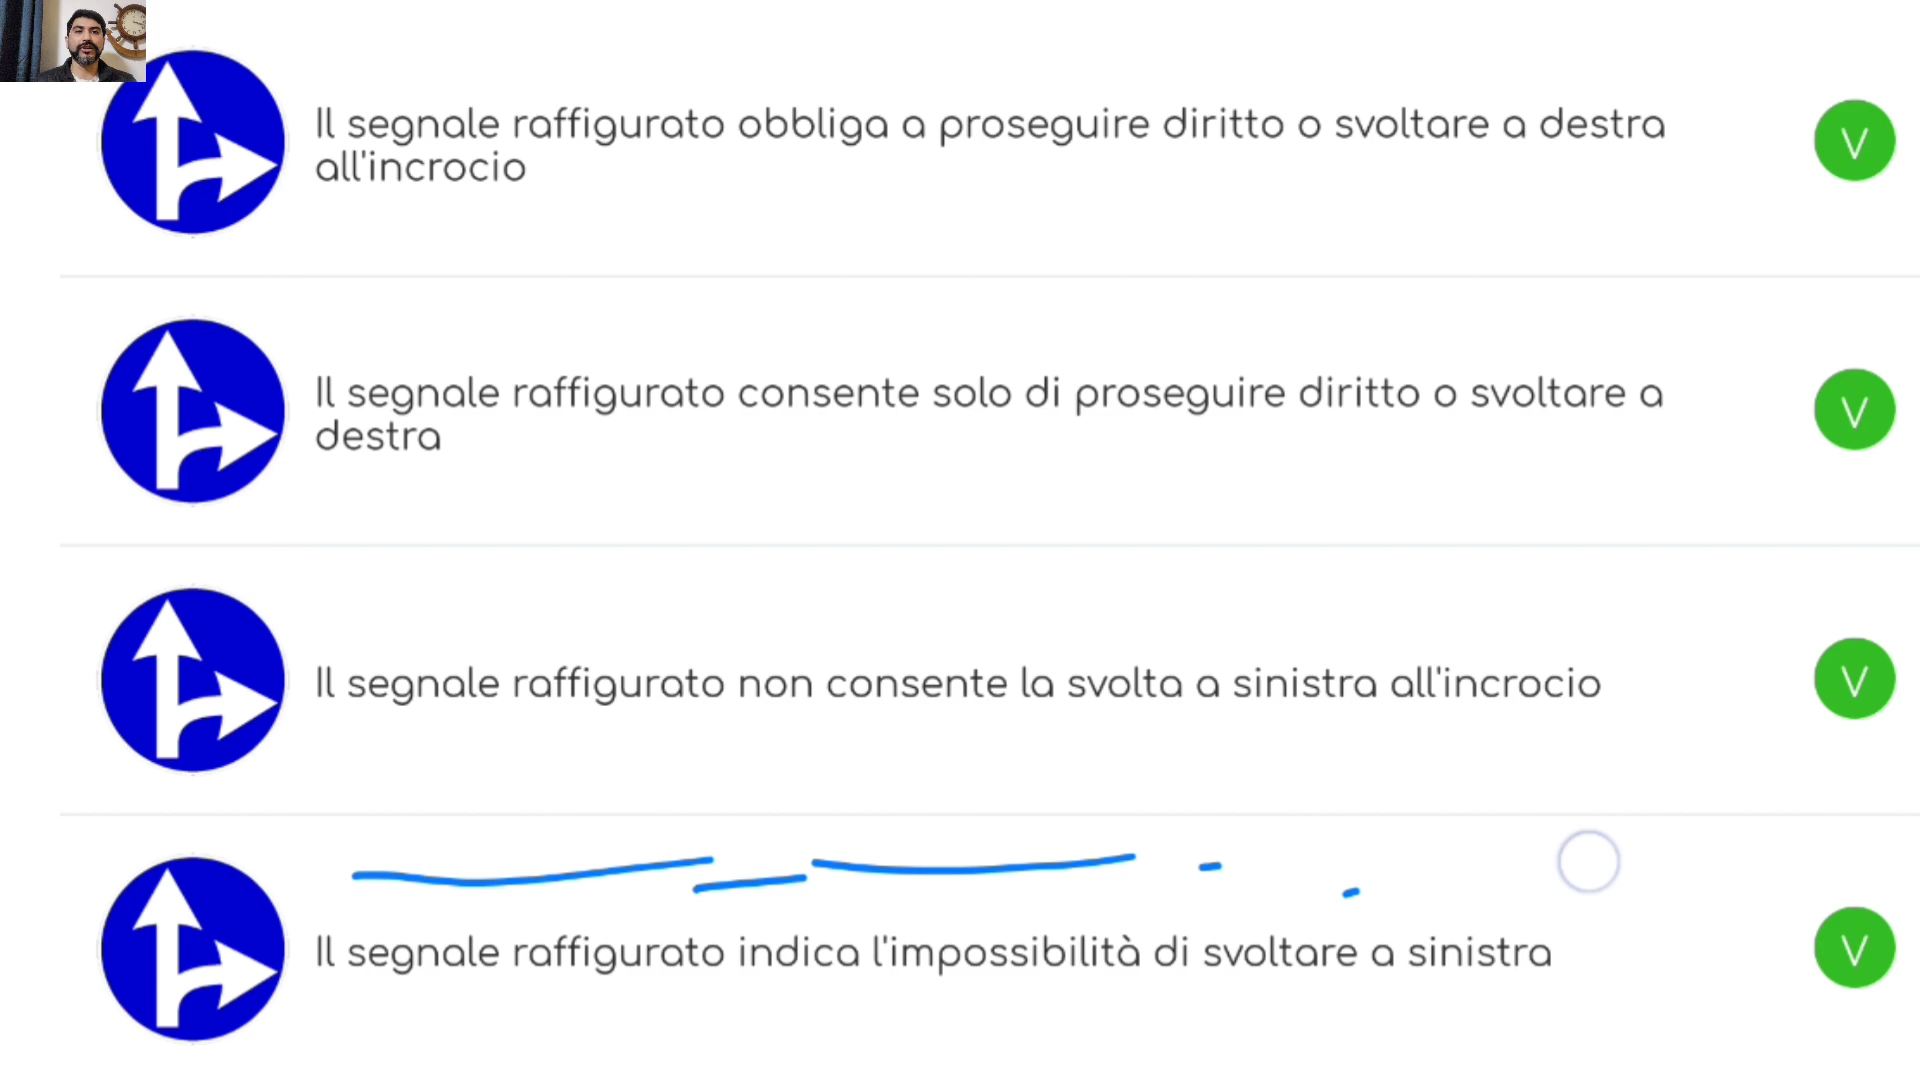 Il segnale raffigurato obbliga a proseguire diritto o svoltare a destra
all'incrocio
V
Il segnale raffigurato consente solo di proseguire diritto o svoltare a
destra
V
Il segnale raffigurato non consente la svolta a sinistra all'incrocio
V
Il segnale raffigurato indica l'impossibilità di svoltare a sinistra
V